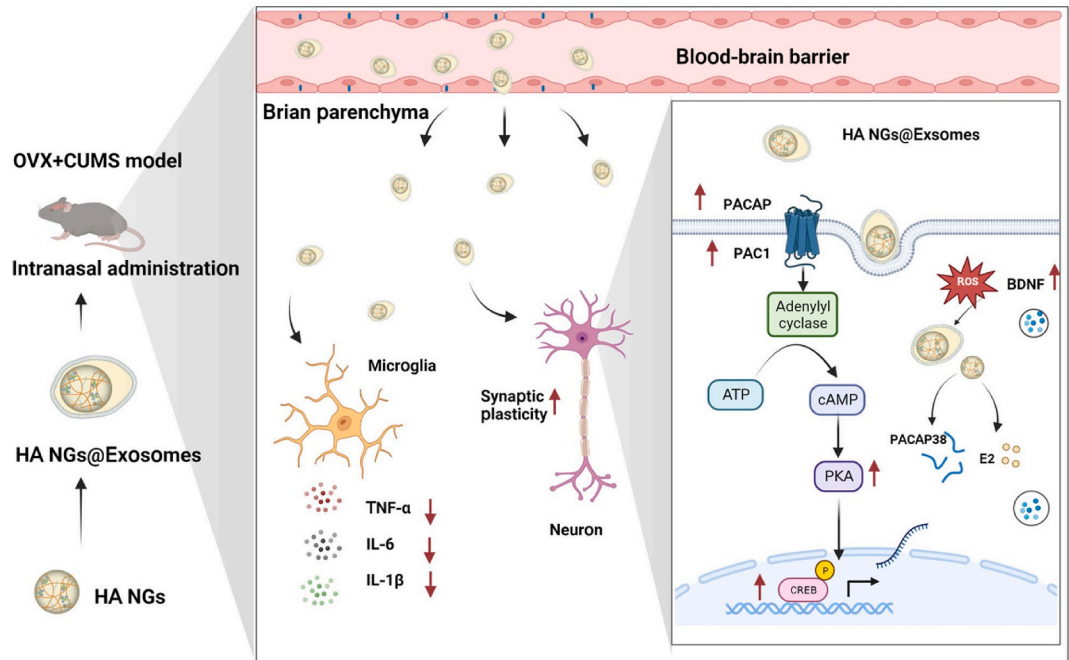 Blood-brain barrier
Brian parenchyma
OVX+CUMS model
Intranasal administration
HA NGs@Exosomes
HA NGs
Microglia
TNF-α
IL-6
IL-1β
Synaptic
plasticity
Neuron
HA NGs@Exsomes
PACAP
PAC1
Adenylyl
cyclase
ATP
cAMP
PKA
P
CREB
ROS
BDNF
PACAP38
E2